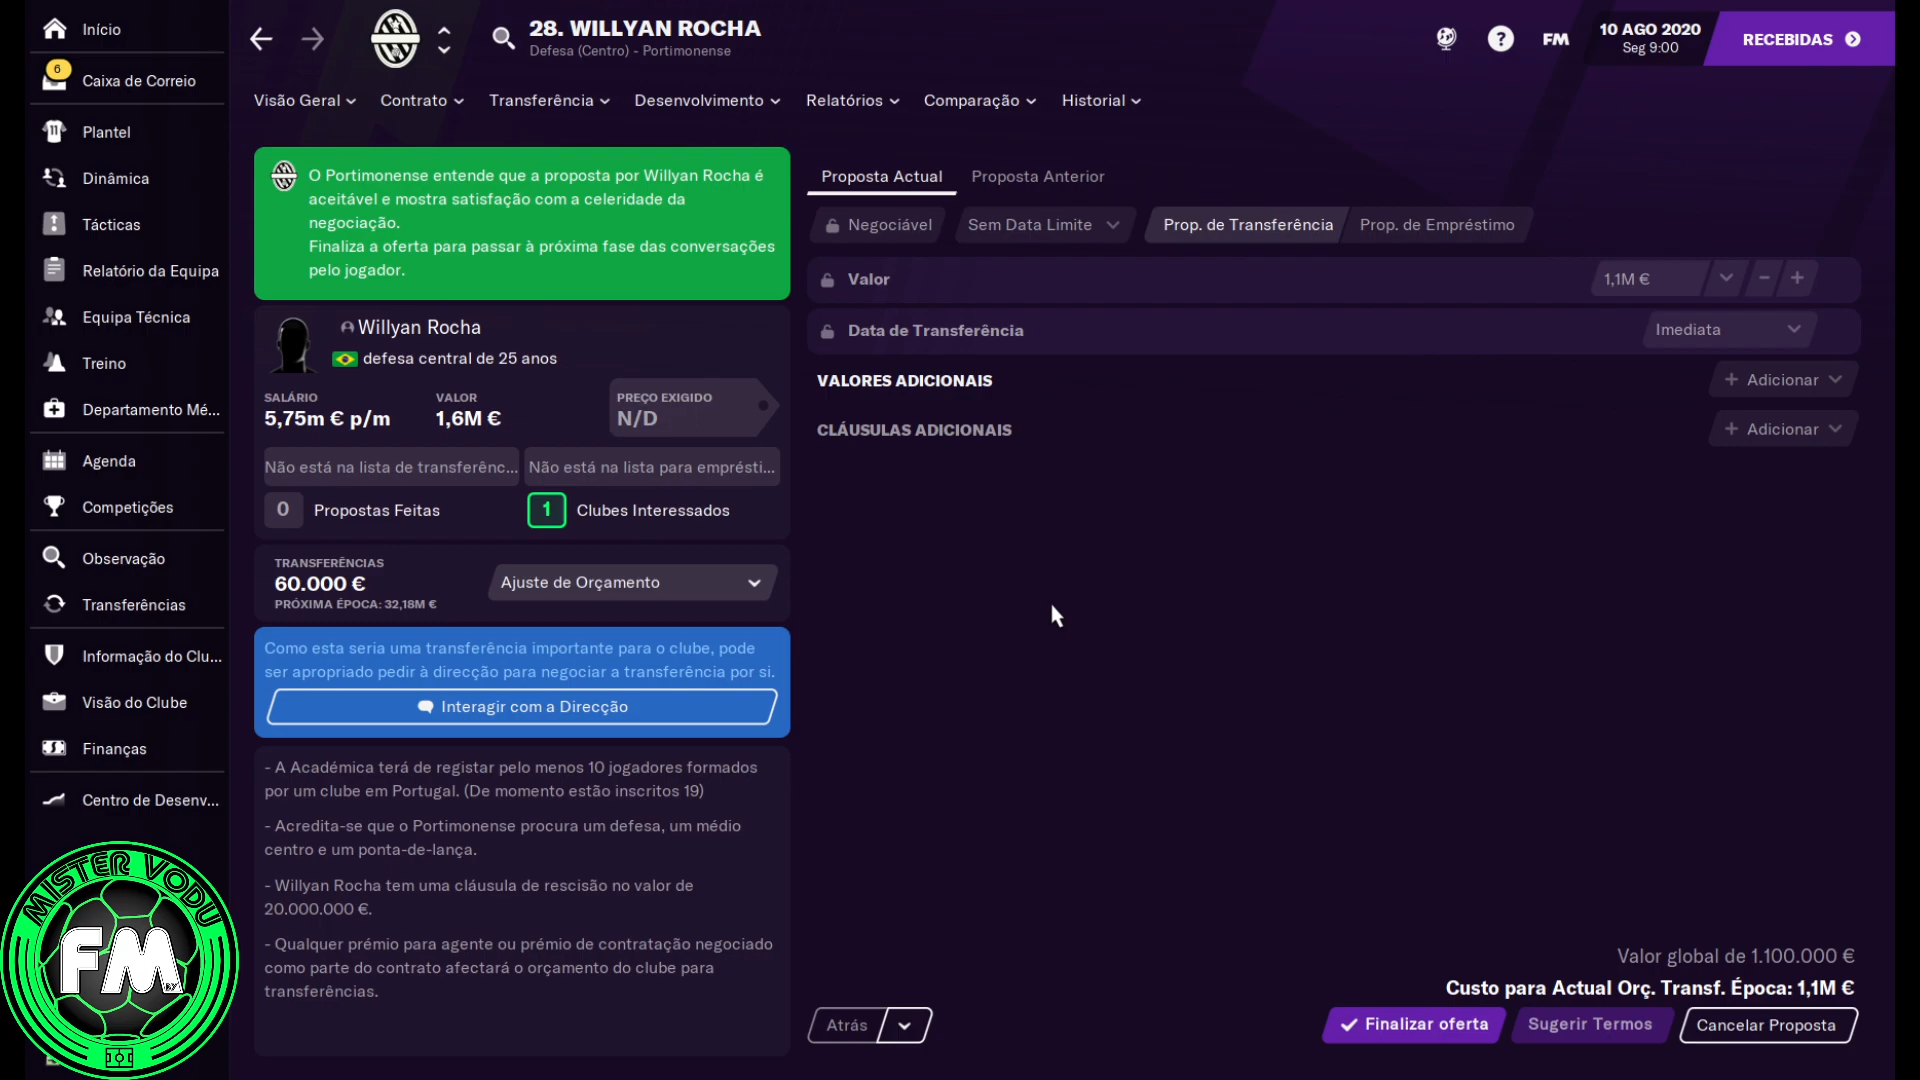 Início
6
Caixa de Correio
Plantel
Dinâmica
Tácticas
Relatório da Equipa
Equipa Técnica
Treino
Departamento Mé...
Agenda
Competições
Observação
Transferências
Informação do Clu...
Visão do Clube
Finanças
Centro de Desenv...
MISTER VODU
FM
BY
28. WILLYAN ROCHA
Defesa (Centro) - Portimonense
FM
10 AGO 2020
Seg 9:00
RECEBIDAS
Visão Geral
Contrato
Transferência
Desenvolvimento
Relatórios
Comparação
Historial
O Portimonense entende que a proposta por Willyan Rocha é
aceitável e mostra satisfação com a celeridade da
negociação.
Finaliza a oferta para passar à próxima fase das conversações
pelo jogador.
Willyan Rocha
defesa central de 25 anos
SALÁRIO
5,75m € p/m
VALOR
1,6M €
PREÇO EXIGIDO
N/D
Não está na lista de transferênc...
Não está na lista para emprésti...
0 Propostas Feitas
1 Clubes Interessados
TRANSFERÊNCIAS
60.000 €
PRÓXIMA ÉPOCA: 32,18M €
Ajuste de Orçamento
Como esta seria uma transferência importante para o clube, pode
ser apropriado pedir à direcção para negociar a transferência por si.
Interagir com a Direcção
- A Académica terá de registar pelo menos 10 jogadores formados
por um clube em Portugal. (De momento estão inscritos 19)
- Acredita-se que o Portimonense procura um defesa, um médio
centro e um ponta-de-lança.
- Willyan Rocha tem uma cláusula de rescisão no valor de
20.000.000 €.
- Qualquer prémio para agente ou prémio de contratação negociado
como parte do contrato afectará o orçamento do clube para
transferências.
Proposta Actual
Proposta Anterior
Negociável
Sem Data Limite
Prop. de Transferência
Prop. de Empréstimo
Valor
1,1M €
Data de Transferência
Imediata
VALORES ADICIONAIS
+ Adicionar
CLÁUSULAS ADICIONAIS
+ Adicionar
Valor global de 1.100.000 €
Custo para Actual Orç. Transf. Época: 1,1M €
Atrás
Finalizar oferta
Sugerir Termos
Cancelar Proposta